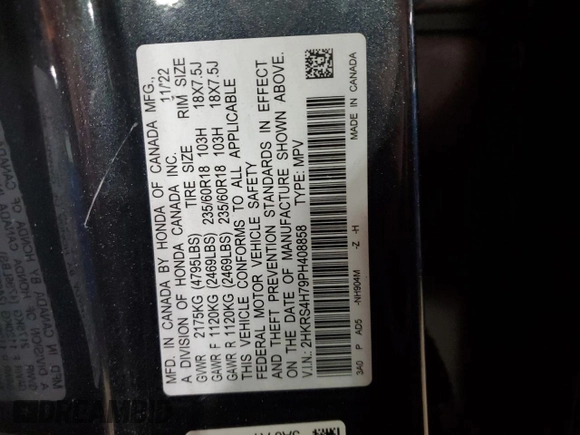 MFD. IN CANADA BY HONDA OF CANADA MFG.,
A DIVISION OF HONDA CANADA INC. 11/22
TIRE SIZE RIM SIZE
GVWR 2175KG (4795LBS)
GAWR F 1120KG (2469LBS) 235/60R18 103H 18X7.5J
GAWR R 1120KG (2469LBS) 235/60R18 103H 18X7.5J
THIS VEHICLE CONFORMS TO ALL APPLICABLE
FEDERAL MOTOR VEHICLE SAFETY
AND THEFT PREVENTION STANDARDS IN EFFECT
ON THE DATE OF MANUFACTURE SHOWN ABOVE.
V.I.N.: 2HKRS4H79PH408858 TYPE: MPV
3A0 P AD5 -NH904M -Z -H MADE IN CANADA
DREAMBID